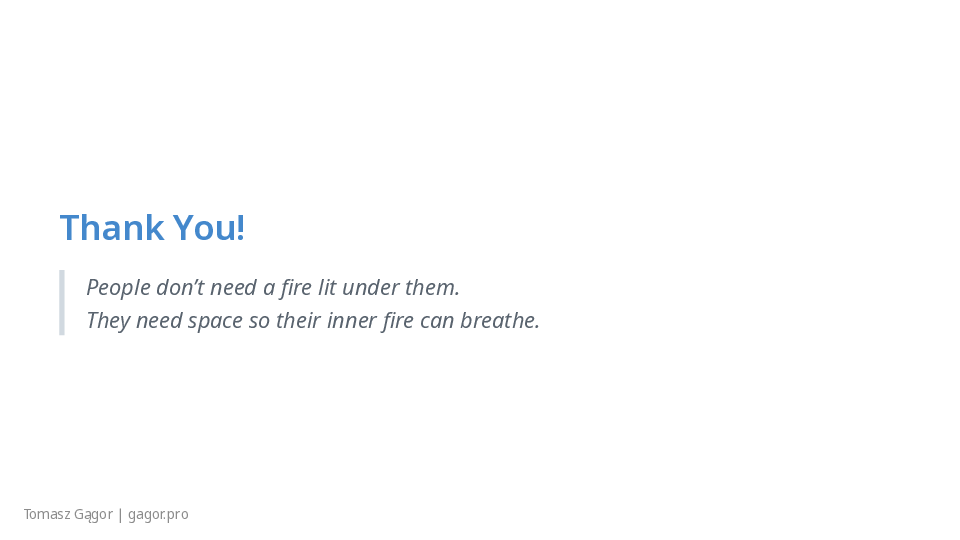 Thank You!
People don’t need a fire lit under them.
They need space so their inner fire can breathe.
Tomasz Gągor | gagor.pro